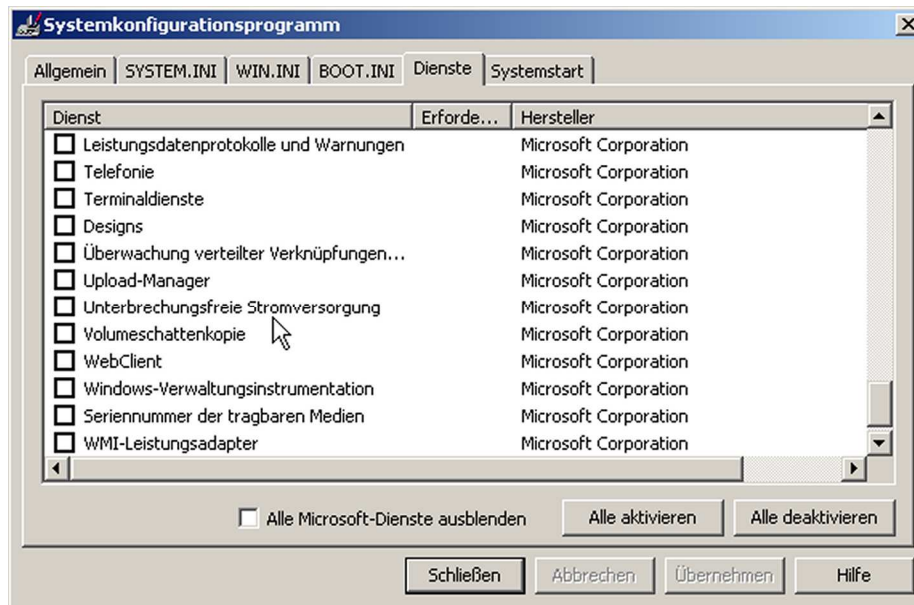 Systemkonfigurationsprogramm
Allgemein SYSTEM.INI WIN.INI BOOT.INI Dienste Systemstart
Dienst Erforde... Hersteller
Leistungsdatenprotokolle und Warnungen Microsoft Corporation
Telefonie Microsoft Corporation
Terminaldienste Microsoft Corporation
Designs Microsoft Corporation
Überwachung verteilter Verknüpfungen... Microsoft Corporation
Upload-Manager Microsoft Corporation
Unterbrechungsfreie Stromversorgung Microsoft Corporation
Volumeschattenkopie Microsoft Corporation
WebClient Microsoft Corporation
Windows-Verwaltungsinstrumentation Microsoft Corporation
Seriennummer der tragbaren Medien Microsoft Corporation
WMI-Leistungsadapter Microsoft Corporation
Alle Microsoft-Dienste ausblenden Alle aktivieren Alle deaktivieren
Schließen Abbrechen Übernehmen Hilfe